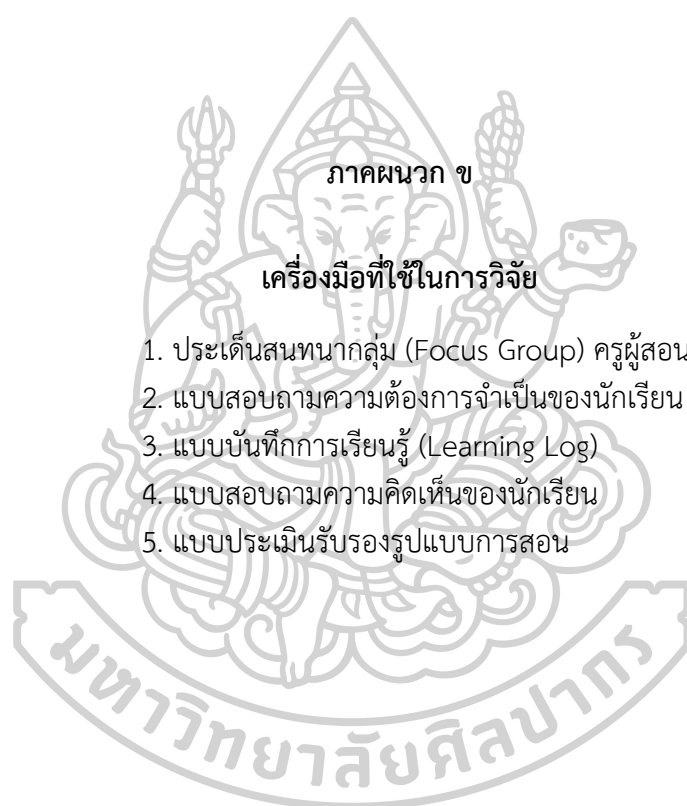 ภาคผนวก ข
เครื่องมือที่ใช้ในการวิจัย
1. ประเด็นสนทนากลุ่ม (Focus Group) ครูผู้สอน
2. แบบสอบถามความต้องการจำเป็นของนักเรียน
3. แบบบันทึกการเรียนรู้ (Learning Log)
4. แบบสอบถามความคิดเห็นของนักเรียน
5. แบบประเมินรับรองรูปแบบการสอน
มหาวิทยาลัยศิลปากร